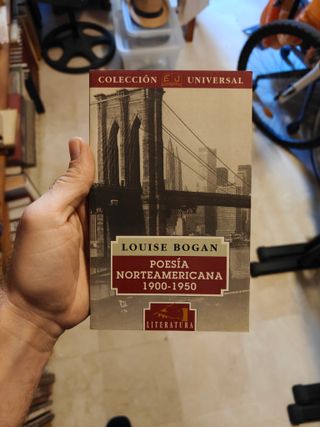 COLECCIÓN EJ UNIVERSAL
LOUISE BOGAN
POESÍA
NORTEAMERICANA
1900-1950
LITERATURA